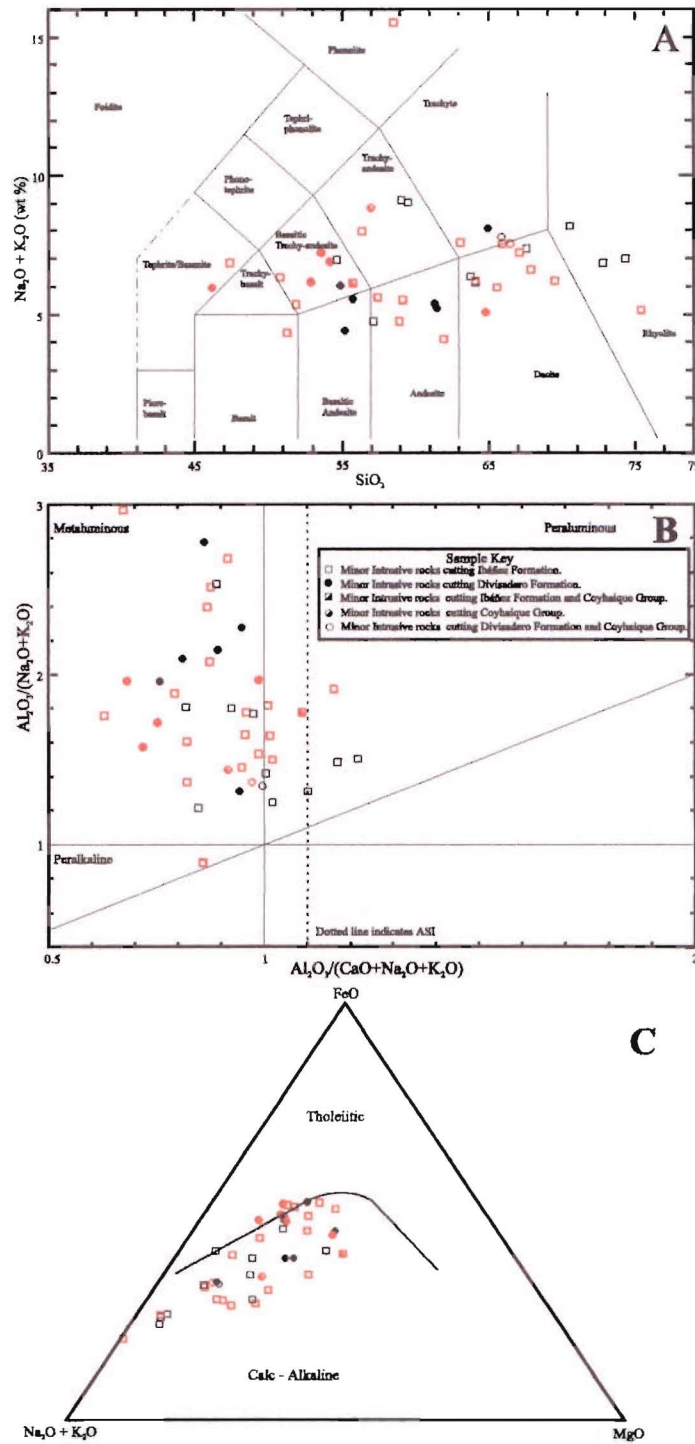 A
Na₂O + K₂O (wt %)
15
10
5
0
Phonolite
Foidite
Tephri-
phonolite
Trachyte
Trachy-
andesite
Phono-
tephrite
Basaltic
Trachy-andesite
Tephrite/Basanite
Trachy-
basalt
Rhyolite
Dacite
Picro-
basalt
Basalt
Basaltic
Andesite
Andesite
35
45
55
65
75
79
SiO₂
B
Metaluminous
Peraluminous
Sample Key
Minor Intrusive rocks cutting Ibáñez Formation.
Minor Intrusive rocks cutting Divisadero Formation.
Minor Intrusive rocks cutting Ibáñez Formation and Coyhaique Group.
Minor Intrusive rocks cutting Coyhaique Group.
Minor Intrusive rocks cutting Divisadero Formation and Coyhaique Group.
Al₂O₃/(Na₂O+K₂O)
3
2
1
Peralkaline
Dotted line indicates ASI
0.5
1
2
Al₂O₃/(CaO+Na₂O+K₂O)
FeO
C
Tholeiitic
Calc - Alkaline
Na₂O + K₂O
MgO